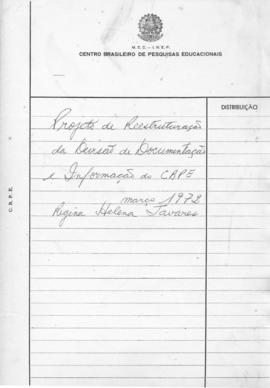 M.E.C. - I.N.E.P.
CENTRO BRASILEIRO DE PESQUISAS EDUCACIONAIS
DISTRIBUIÇÃO
Projeto de Reestruturação
da Divisão de Documentação
e Informação do CBPE
março 1972
Regina Helena Tavares
C.B.P.E.